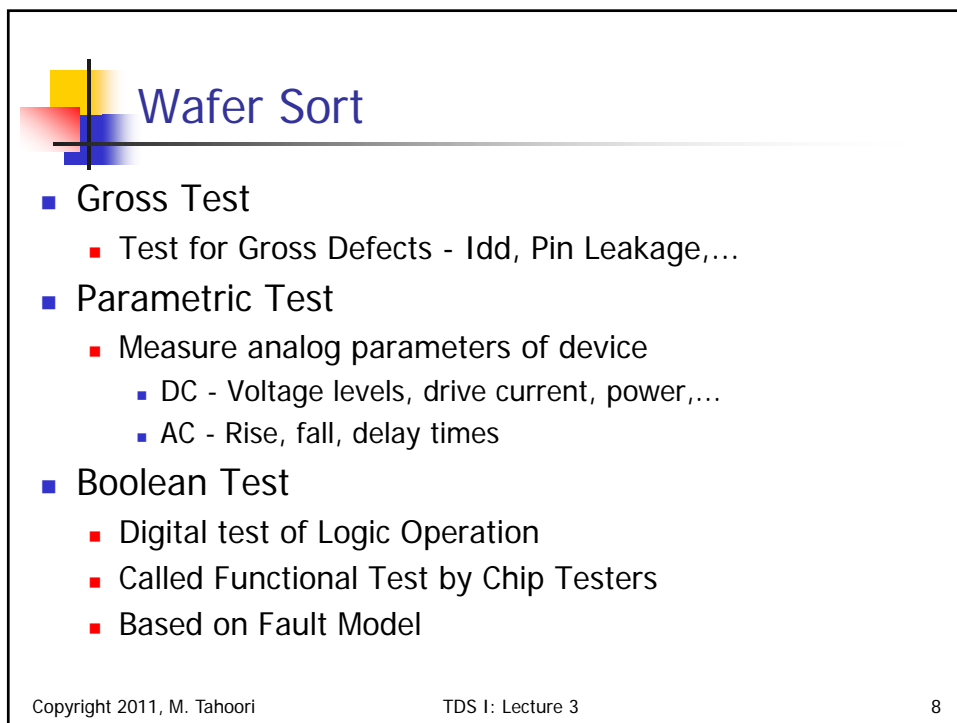 Wafer Sort
Gross Test
Test for Gross Defects - Idd, Pin Leakage,...
Parametric Test
Measure analog parameters of device
DC - Voltage levels, drive current, power,...
AC - Rise, fall, delay times
Boolean Test
Digital test of Logic Operation
Called Functional Test by Chip Testers
Based on Fault Model
Copyright 2011, M. Tahoori TDS I: Lecture 3 8